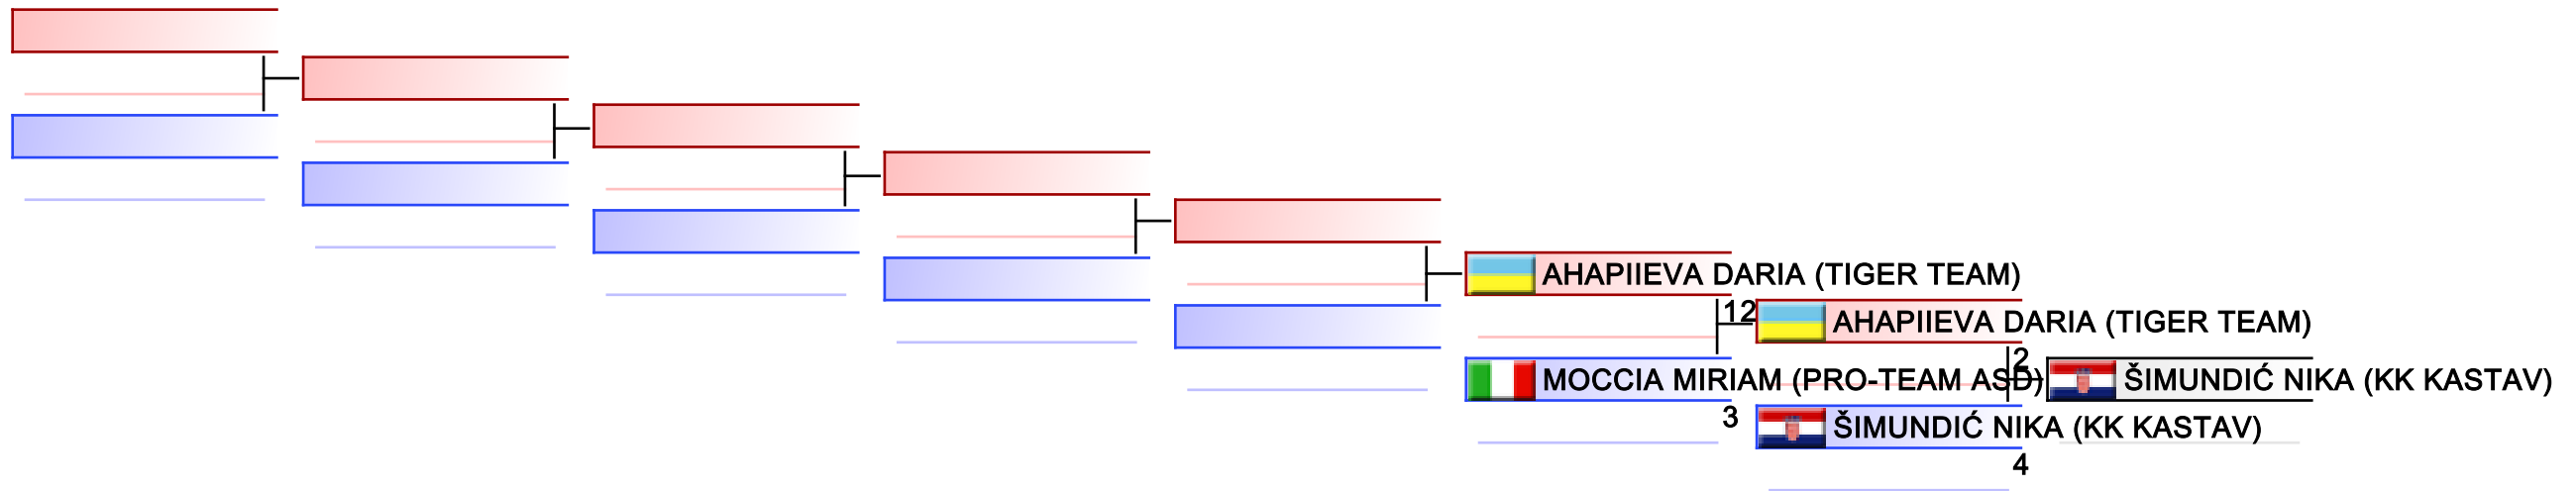 AHAPIIEVA DARIA (TIGER TEAM)
12
AHAPIIEVA DARIA (TIGER TEAM)
2
MOCCIA MIRIAM (PRO-TEAM ASD)
ŠIMUNDIĆ NIKA (KK KASTAV)
3
ŠIMUNDIĆ NIKA (KK KASTAV)
4